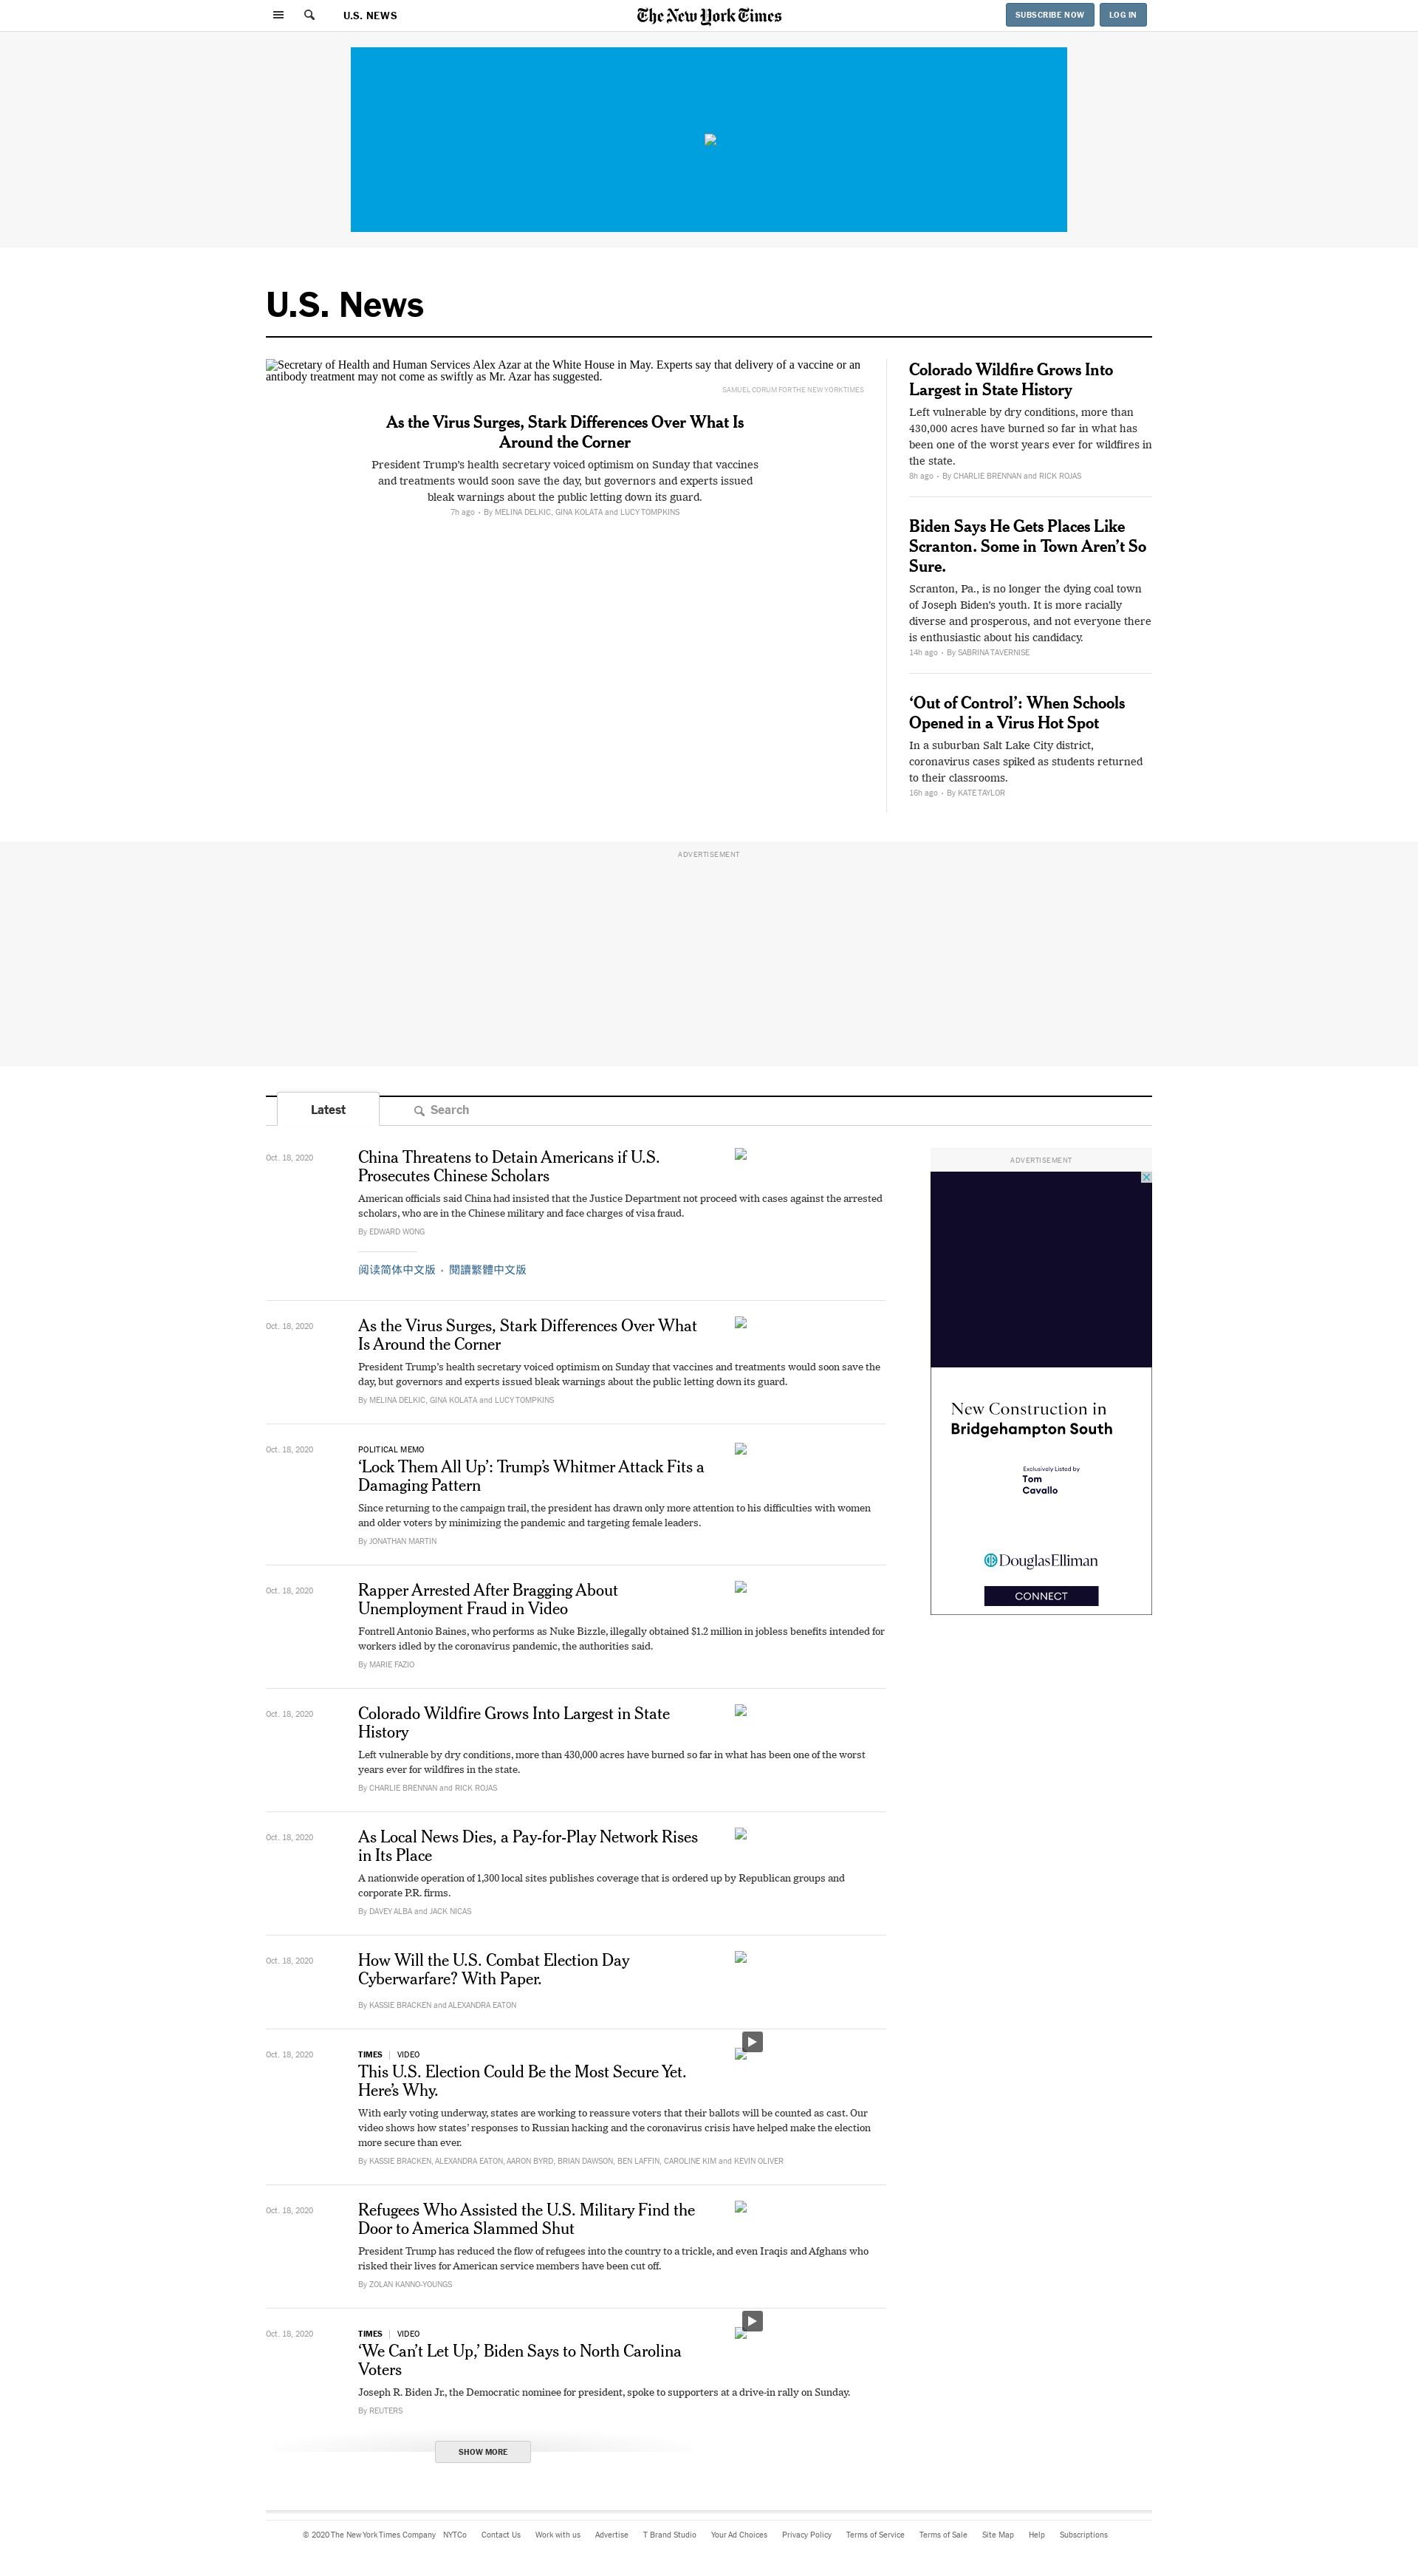 U.S. NEWS
The New York Times
SUBSCRIBE NOW
LOG IN
U.S. News
Secretary of Health and Human Services Alex Azar at the White House in May. Experts say that delivery of a vaccine or an
antibody treatment may not come as swiftly as Mr. Azar has suggested.
SAMUEL CORUM FOR THE NEW YORK TIMES
As the Virus Surges, Stark Differences Over What Is
Around the Corner
President Trump’s health secretary voiced optimism on Sunday that vaccines
and treatments would soon save the day, but governors and experts issued
bleak warnings about the public letting down its guard.
7h ago • By MELINA DELKIC, GINA KOLATA and LUCY TOMPKINS
Colorado Wildfire Grows Into
Largest in State History
Left vulnerable by dry conditions, more than
430,000 acres have burned so far in what has
been one of the worst years ever for wildfires in
the state.
8h ago • By CHARLIE BRENNAN and RICK ROJAS
Biden Says He Gets Places Like
Scranton. Some in Town Aren’t So
Sure.
Scranton, Pa., is no longer the dying coal town
of Joseph Biden’s youth. It is more racially
diverse and prosperous, and not everyone there
is enthusiastic about his candidacy.
14h ago • By SABRINA TAVERNISE
‘Out of Control’: When Schools
Opened in a Virus Hot Spot
In a suburban Salt Lake City district,
coronavirus cases spiked as students returned
to their classrooms.
16h ago • By KATE TAYLOR
ADVERTISEMENT
Latest
Search
Oct. 18, 2020
China Threatens to Detain Americans if U.S.
Prosecutes Chinese Scholars
American officials said China had insisted that the Justice Department not proceed with cases against the arrested
scholars, who are in the Chinese military and face charges of visa fraud.
By EDWARD WONG
阅读简体中文版 • 閱讀繁體中文版
Oct. 18, 2020
As the Virus Surges, Stark Differences Over What
Is Around the Corner
President Trump’s health secretary voiced optimism on Sunday that vaccines and treatments would soon save the
day, but governors and experts issued bleak warnings about the public letting down its guard.
By MELINA DELKIC, GINA KOLATA and LUCY TOMPKINS
Oct. 18, 2020
POLITICAL MEMO
‘Lock Them All Up’: Trump’s Whitmer Attack Fits a
Damaging Pattern
Since returning to the campaign trail, the president has drawn only more attention to his difficulties with women
and older voters by minimizing the pandemic and targeting female leaders.
By JONATHAN MARTIN
Oct. 18, 2020
Rapper Arrested After Bragging About
Unemployment Fraud in Video
Fontrell Antonio Baines, who performs as Nuke Bizzle, illegally obtained $1.2 million in jobless benefits intended for
workers idled by the coronavirus pandemic, the authorities said.
By MARIE FAZIO
Oct. 18, 2020
Colorado Wildfire Grows Into Largest in State
History
Left vulnerable by dry conditions, more than 430,000 acres have burned so far in what has been one of the worst
years ever for wildfires in the state.
By CHARLIE BRENNAN and RICK ROJAS
Oct. 18, 2020
As Local News Dies, a Pay-for-Play Network Rises
in Its Place
A nationwide operation of 1,300 local sites publishes coverage that is ordered up by Republican groups and
corporate P.R. firms.
By DAVEY ALBA and JACK NICAS
Oct. 18, 2020
How Will the U.S. Combat Election Day
Cyberwarfare? With Paper.
By KASSIE BRACKEN and ALEXANDRA EATON
Oct. 18, 2020
TIMES | VIDEO
This U.S. Election Could Be the Most Secure Yet.
Here’s Why.
With early voting underway, states are working to reassure voters that their ballots will be counted as cast. Our
video shows how states’ responses to Russian hacking and the coronavirus crisis have helped make the election
more secure than ever.
By KASSIE BRACKEN, ALEXANDRA EATON, AARON BYRD, BRIAN DAWSON, BEN LAFFIN, CAROLINE KIM and KEVIN OLIVER
Oct. 18, 2020
Refugees Who Assisted the U.S. Military Find the
Door to America Slammed Shut
President Trump has reduced the flow of refugees into the country to a trickle, and even Iraqis and Afghans who
risked their lives for American service members have been cut off.
By ZOLAN KANNO-YOUNGS
Oct. 18, 2020
TIMES | VIDEO
‘We Can’t Let Up,’ Biden Says to North Carolina
Voters
Joseph R. Biden Jr., the Democratic nominee for president, spoke to supporters at a drive-in rally on Sunday.
By REUTERS
SHOW MORE
ADVERTISEMENT
New Construction in
Bridgehampton South
Exclusively Listed by
Tom
Cavallo
DouglasElliman
CONNECT
© 2020 The New York Times Company NYTCo Contact Us Work with us Advertise T Brand Studio Your Ad Choices Privacy Policy Terms of Service Terms of Sale Site Map Help Subscriptions